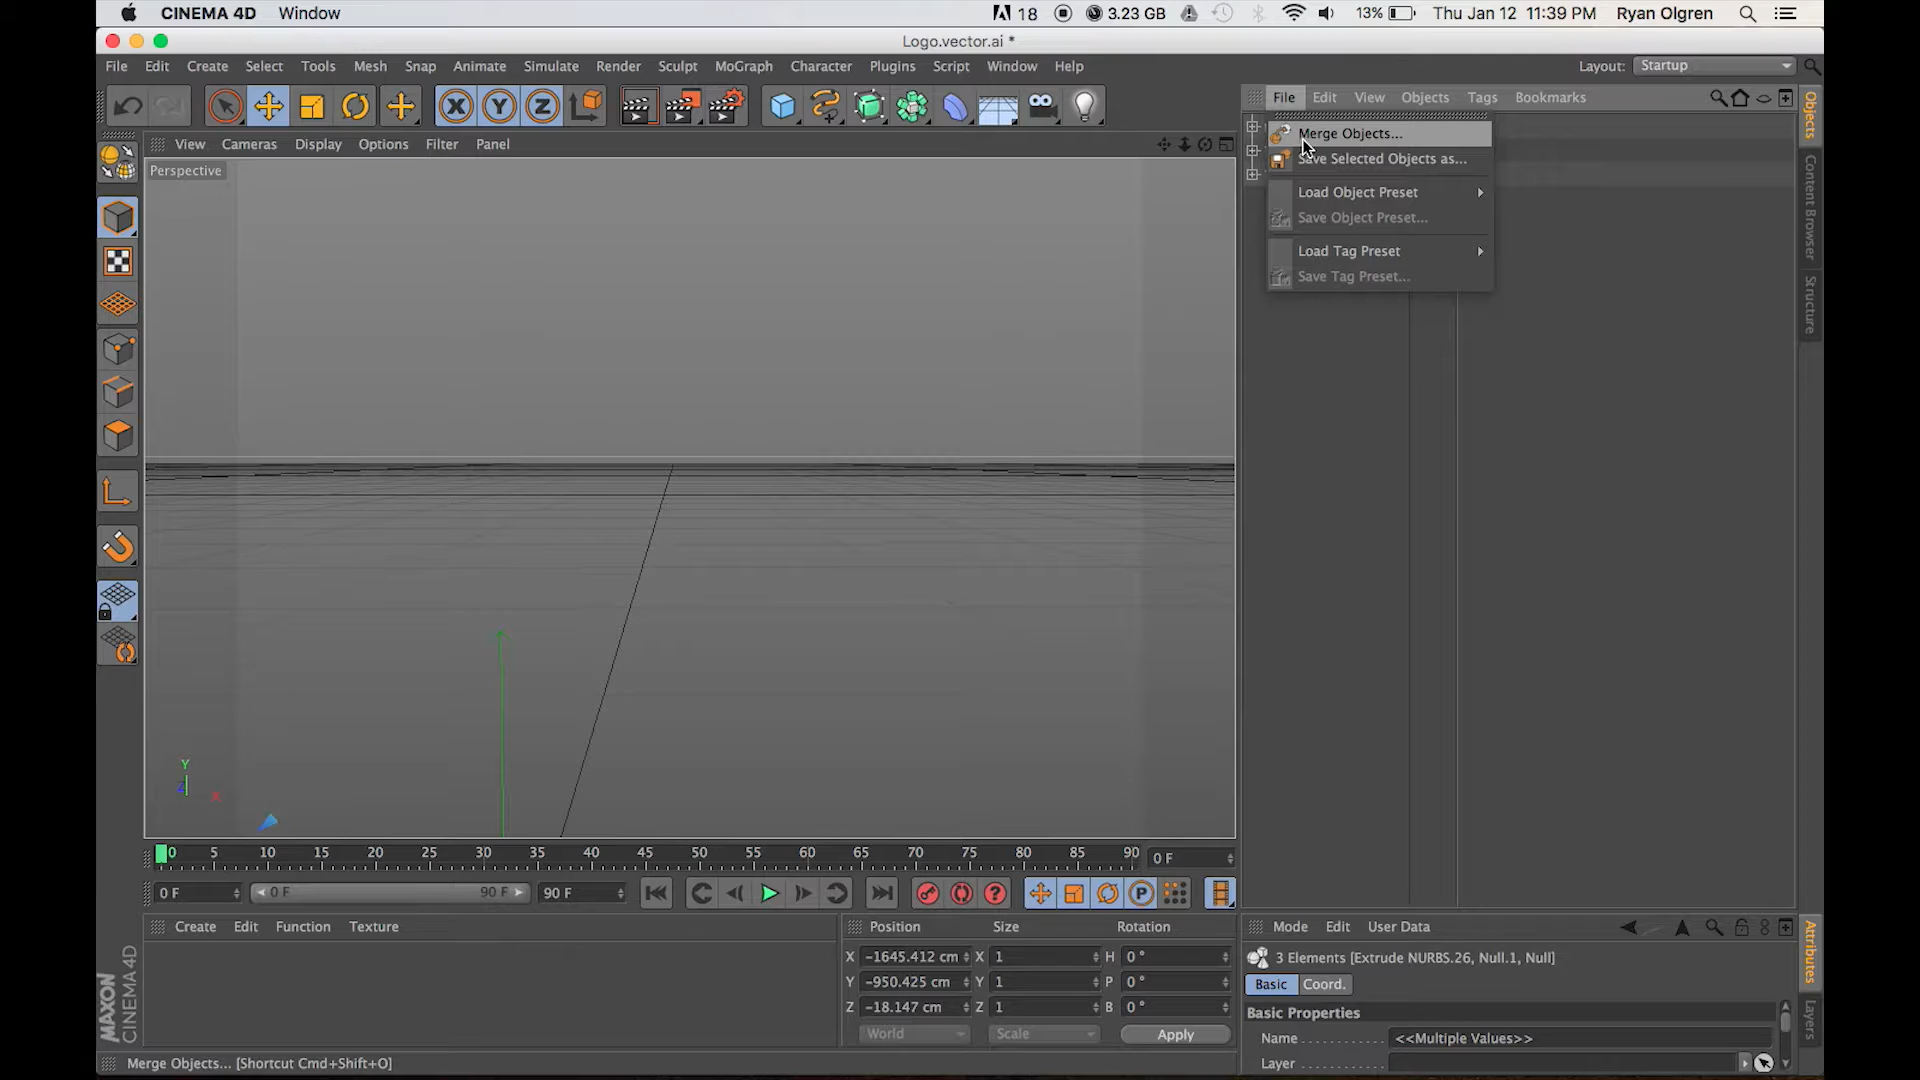 CINEMA 4D Window 18 3.23 GB 13% Thu Jan 12 11:39 PM Ryan Olgren
Logo.vector.ai *
File Edit Create Select Tools Mesh Snap Animate Simulate Render Sculpt MoGraph Character Plugins Script Window Help Layout: Startup
X Y Z
File Edit View Objects Tags Bookmarks
View Cameras Display Options Filter Panel
Perspective
Merge Objects...
Save Selected Objects as...
Load Object Preset
Save Object Preset...
Load Tag Preset
Save Tag Preset...
Objects
Content Browser
Structure
Y
Z
X
0 5 10 15 20 25 30 35 40 45 50 55 60 65 70 75 80 85 90 0 F
0 F 0 F 90 F 90 F P
Create Edit Function Texture
Position Size Rotation
X -1645.412 cm X 1 H 0 °
Y -950.425 cm Y 1 P 0 °
Z -18.147 cm Z 1 B 0 °
World Scale Apply
Mode Edit User Data
3 Elements [Extrude NURBS.26, Null.1, Null]
Basic Coord.
Basic Properties
Name <<Multiple Values>>
Layer
Attributes
Layers
MAXON
CINEMA 4D
Merge Objects... [Shortcut Cmd+Shift+O]